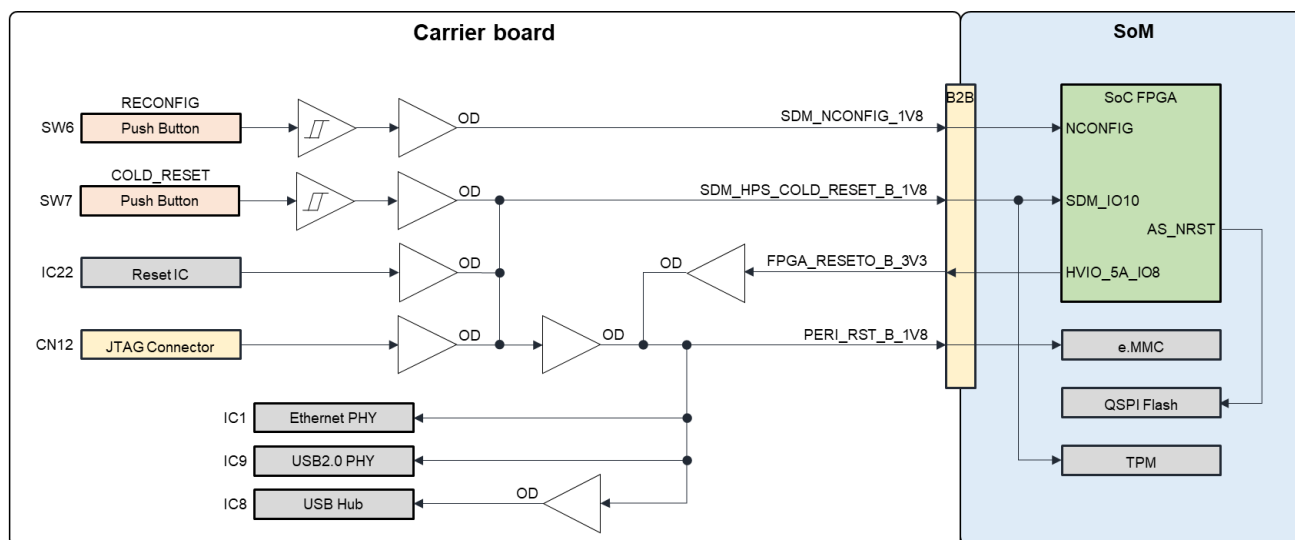 Carrier board
SoM
RECONFIG
SW6
Push Button
OD
SDM_NCONFIG_1V8
B2B
SoC FPGA
NCONFIG
COLD_RESET
SW7
Push Button
OD
SDM_HPS_COLD_RESET_B_1V8
SDM_IO10
AS_NRST
IC22
Reset IC
OD
OD
FPGA_RESETO_B_3V3
HVIO_5A_IO8
CN12
JTAG Connector
OD
OD
PERI_RST_B_1V8
e.MMC
IC1
Ethernet PHY
QSPI Flash
IC9
USB2.0 PHY
TPM
IC8
USB Hub
OD